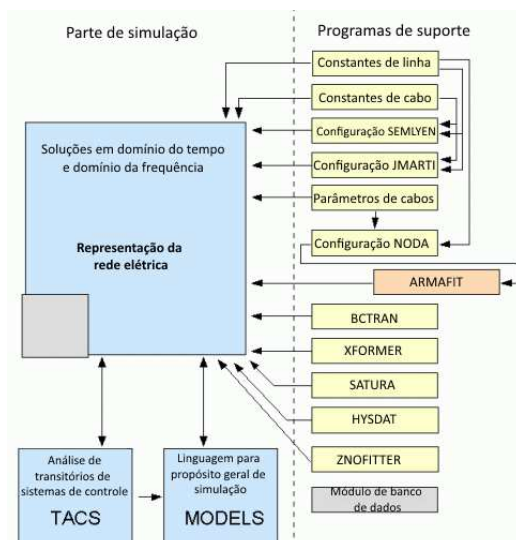 Parte de simulação
Programas de suporte
Constantes de linha
Constantes de cabo
Configuração SEMLYEN
Configuração JMARTI
Parâmetros de cabos
Configuração NODA
ARMAFIT
BCTRAN
XFORMER
SATURA
HYSDAT
ZNOFITTER
Módulo de banco
de dados
Soluções em domínio do tempo
e domínio da frequência
Representação da
rede elétrica
Análise de
transitórios de
sistemas de controle
TACS
Linguagem para
propósito geral de
simulação
MODELS